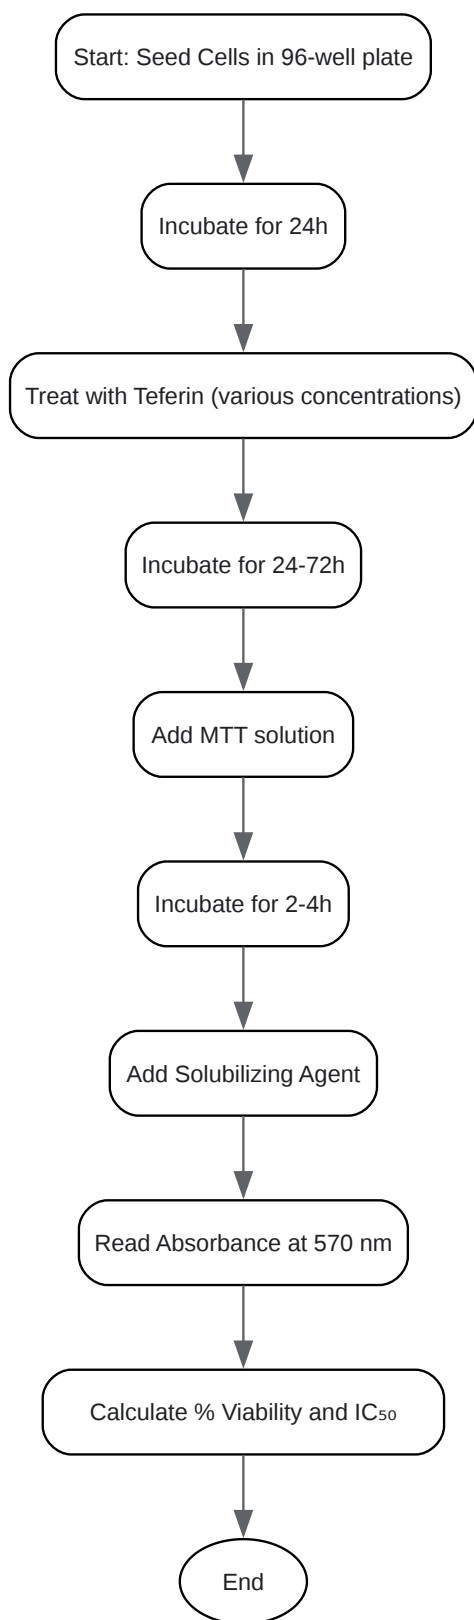 Start: Seed Cells in 96-well plate
Incubate for 24h
Treat with Teferin (various concentrations)
Incubate for 24-72h
Add MTT solution
Incubate for 2-4h
Add Solubilizing Agent
Read Absorbance at 570 nm
Calculate % Viability and IC₅₀
End